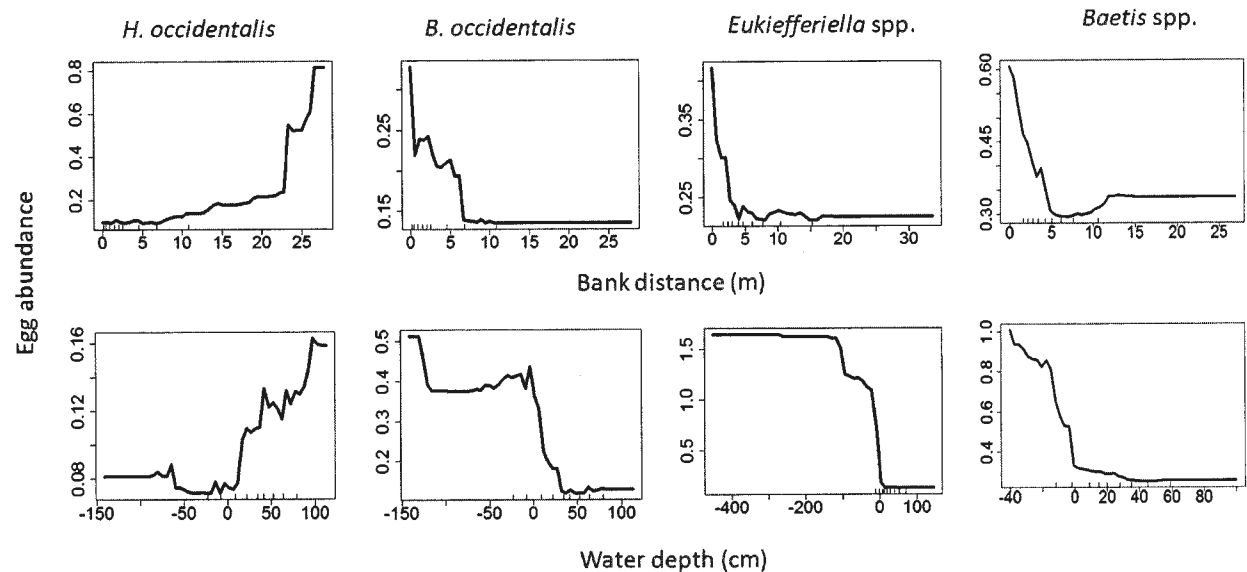 H. occidentalis B. occidentalis Eukiefferiella spp. Baetis spp.
Egg abundance
0.8
0.6
0.4
0.2
0 5 10 15 20 25
0.25
0.15
0 5 10 15 20 25
0.35
0.25
0 5 10 20 30
0.60
0.45
0.30
0 5 10 15 20 25
Bank distance (m)
0.16
0.12
0.08
-150 -50 0 50 100
0.5
0.4
0.3
0.2
-150 -50 0 50 100
1.5
1.0
0.5
-400 -200 0 100
1.0
0.8
0.6
0.4
-40 0 20 40 60 80
Water depth (cm)